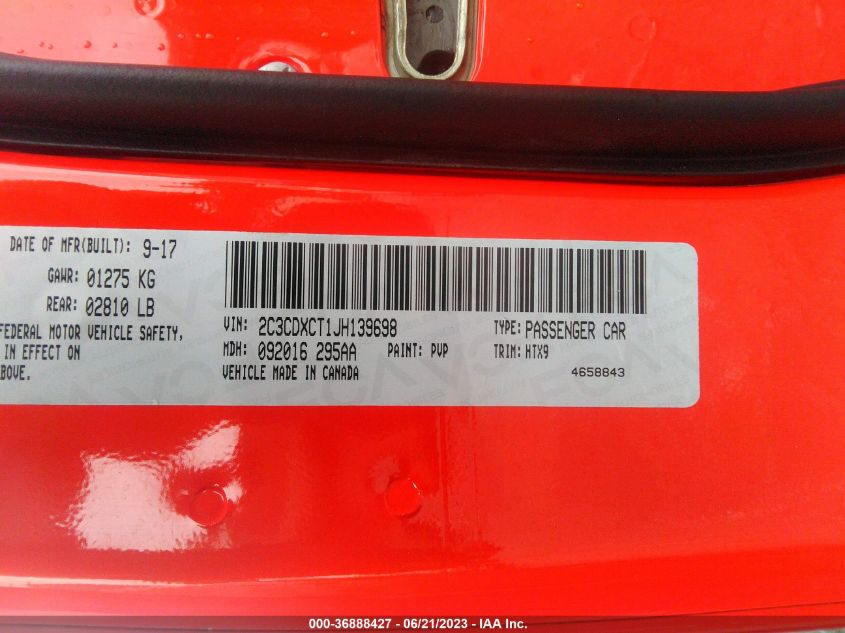 DATE OF MFR(BUILT): 9-17
GAWR: 01275 KG
REAR: 02810 LB
FEDERAL MOTOR VEHICLE SAFETY,
IN EFFECT ON
ABOVE.
VIN: 2C3CDXCT1JH139698
TYPE: PASSENGER CAR
MDH: 092016 295AA PAINT: PVP
TRIM: HTX9
VEHICLE MADE IN CANADA
4658843
000-36888427 - 06/21/2023 - IAA Inc.